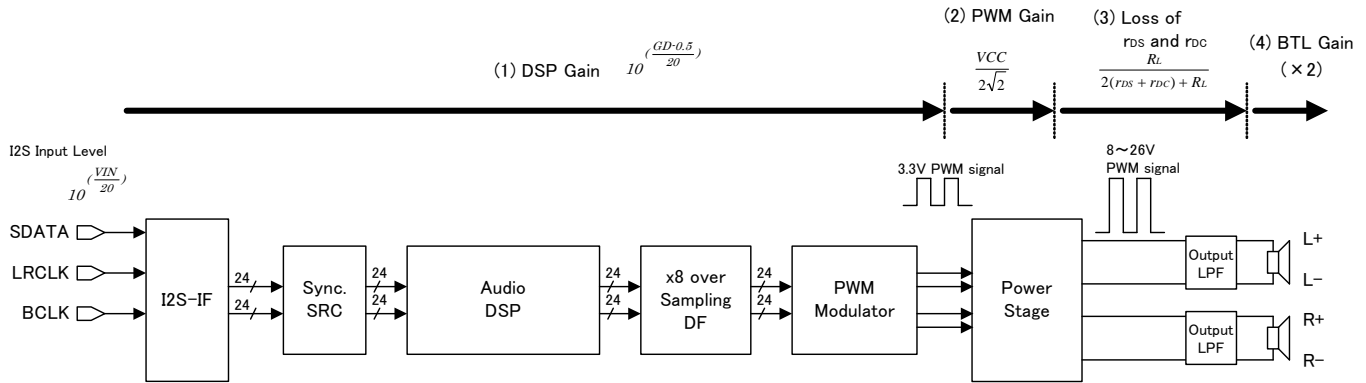 (1) DSP Gain 10^(GD-0.5/20)
(2) PWM Gain
VCC
2√2
(3) Loss of
rDS and rDC
RL
2(rDS + rDC) + RL
(4) BTL Gain
(×2)
I2S Input Level
10^(VIN/20)
3.3V PWM signal
8～26V
PWM signal
SDATA
LRCLK
BCLK
I2S-IF
24
24
Sync.
SRC
24
24
Audio
DSP
24
24
x8 over
Sampling
DF
24
24
PWM
Modulator
Power
Stage
Output
LPF
L+
L-
Output
LPF
R+
R-